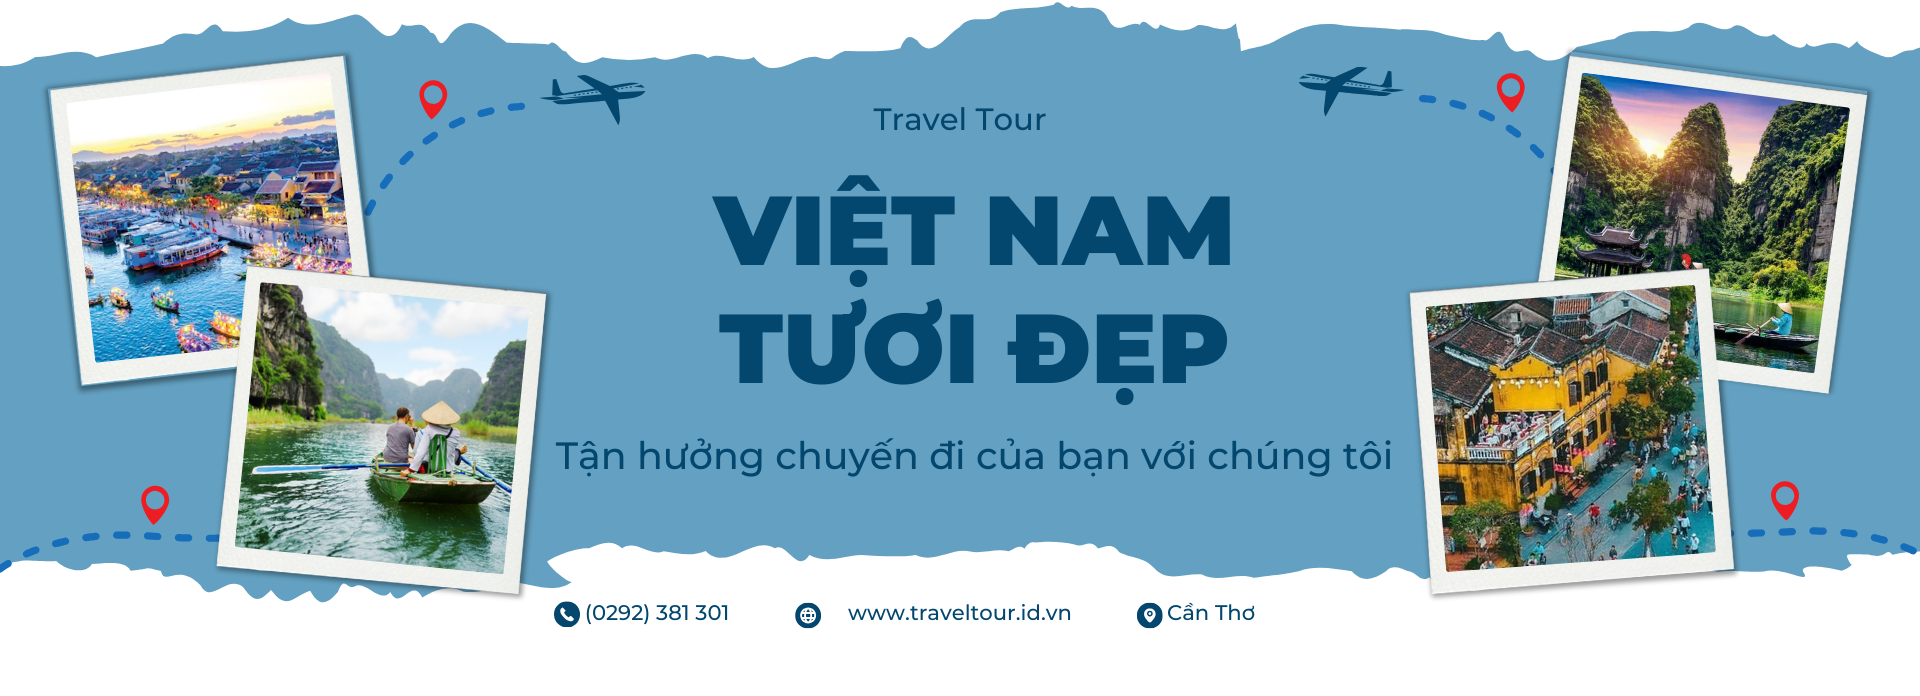 Travel Tour
VIỆT NAM
TƯƠI ĐẸP
Tận hưởng chuyến đi của bạn với chúng tôi
(0292) 381 301
www.traveltour.id.vn
Cần Thơ